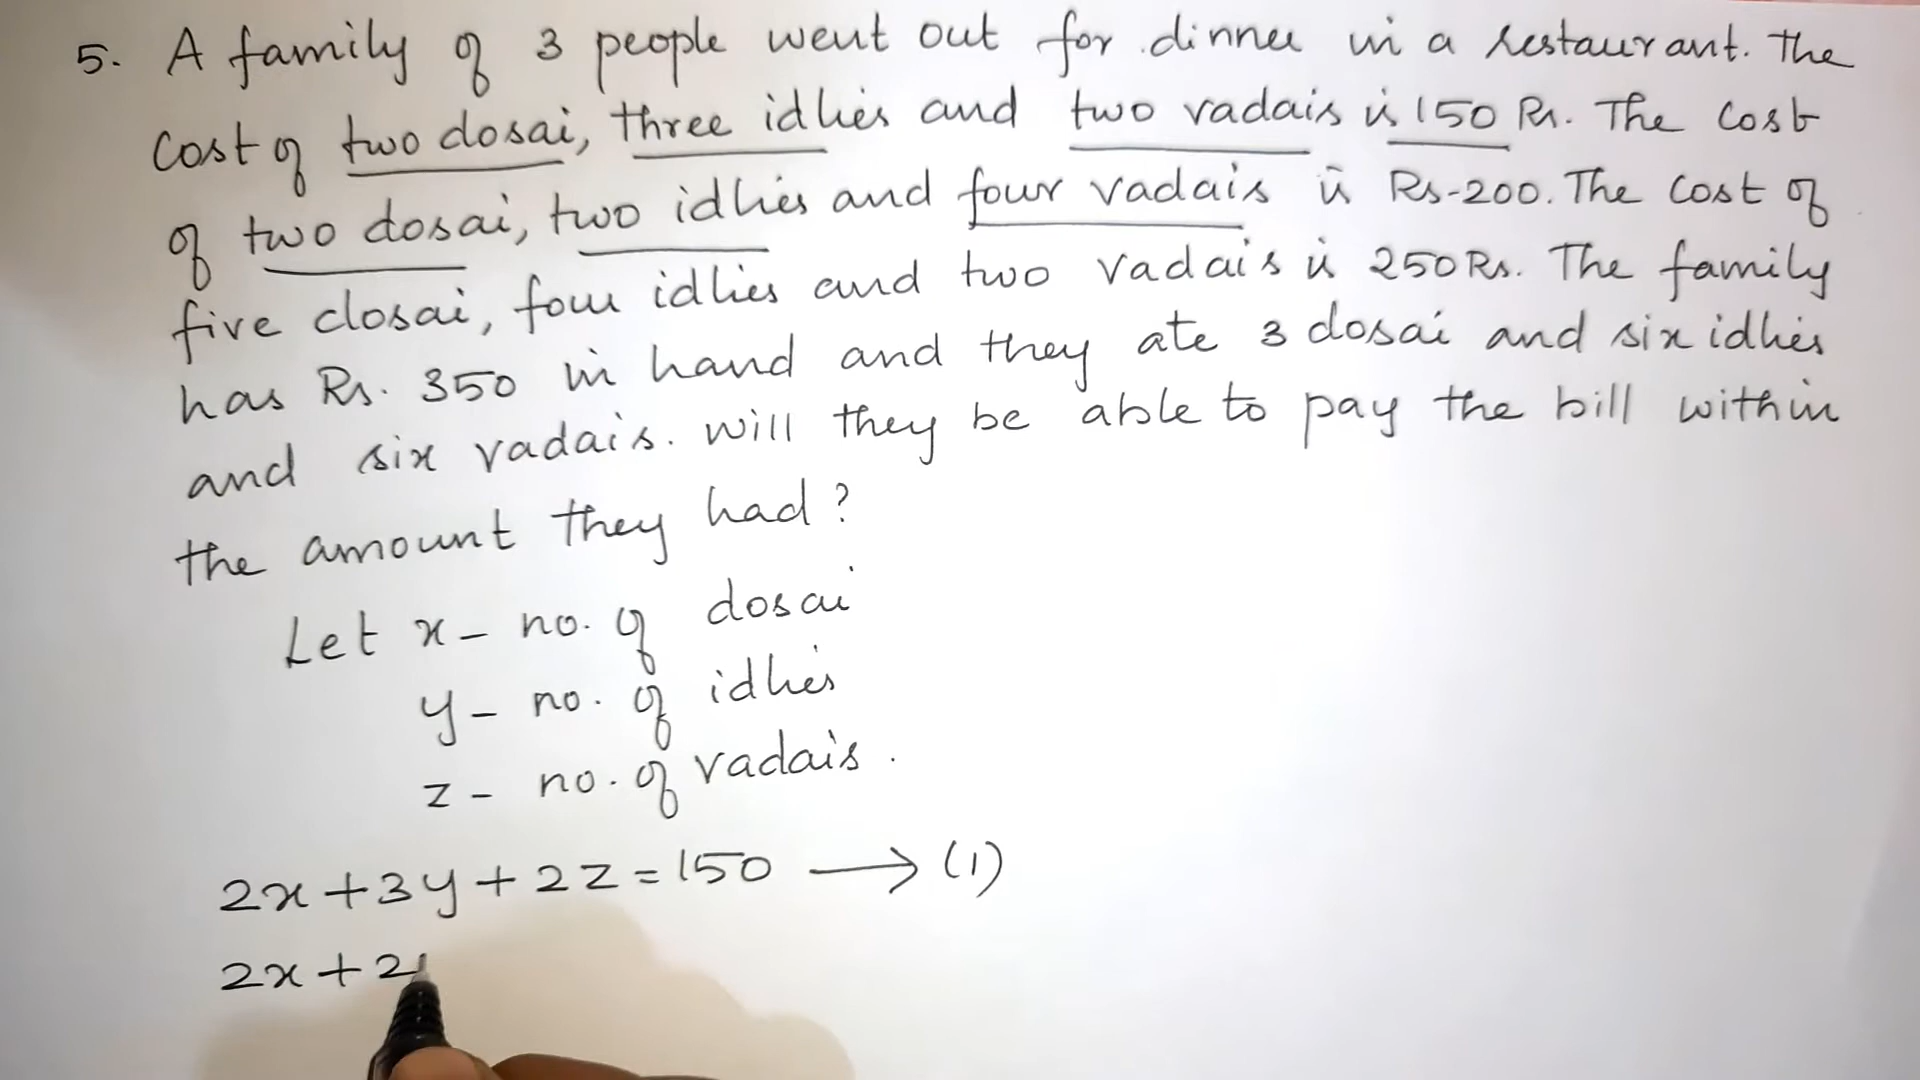 5. A family of 3 people went out for dinner in a restaurant. The
cost of two dosai, three idlies and two vadais is 150 Rs. The cost
of two dosai, two idlies and four vadais is Rs-200. The cost of
five dosai, four idlies and two vadais is 250 Rs. The family
has Rs. 350 in hand and they ate 3 dosai and six idlies
and six vadais. will they be able to pay the bill within
the amount they had?
Let x - no. of dosai
y - no. of idlies
z - no. of vadais.
2x + 3y + 2z = 150 → (1)
2x + 2